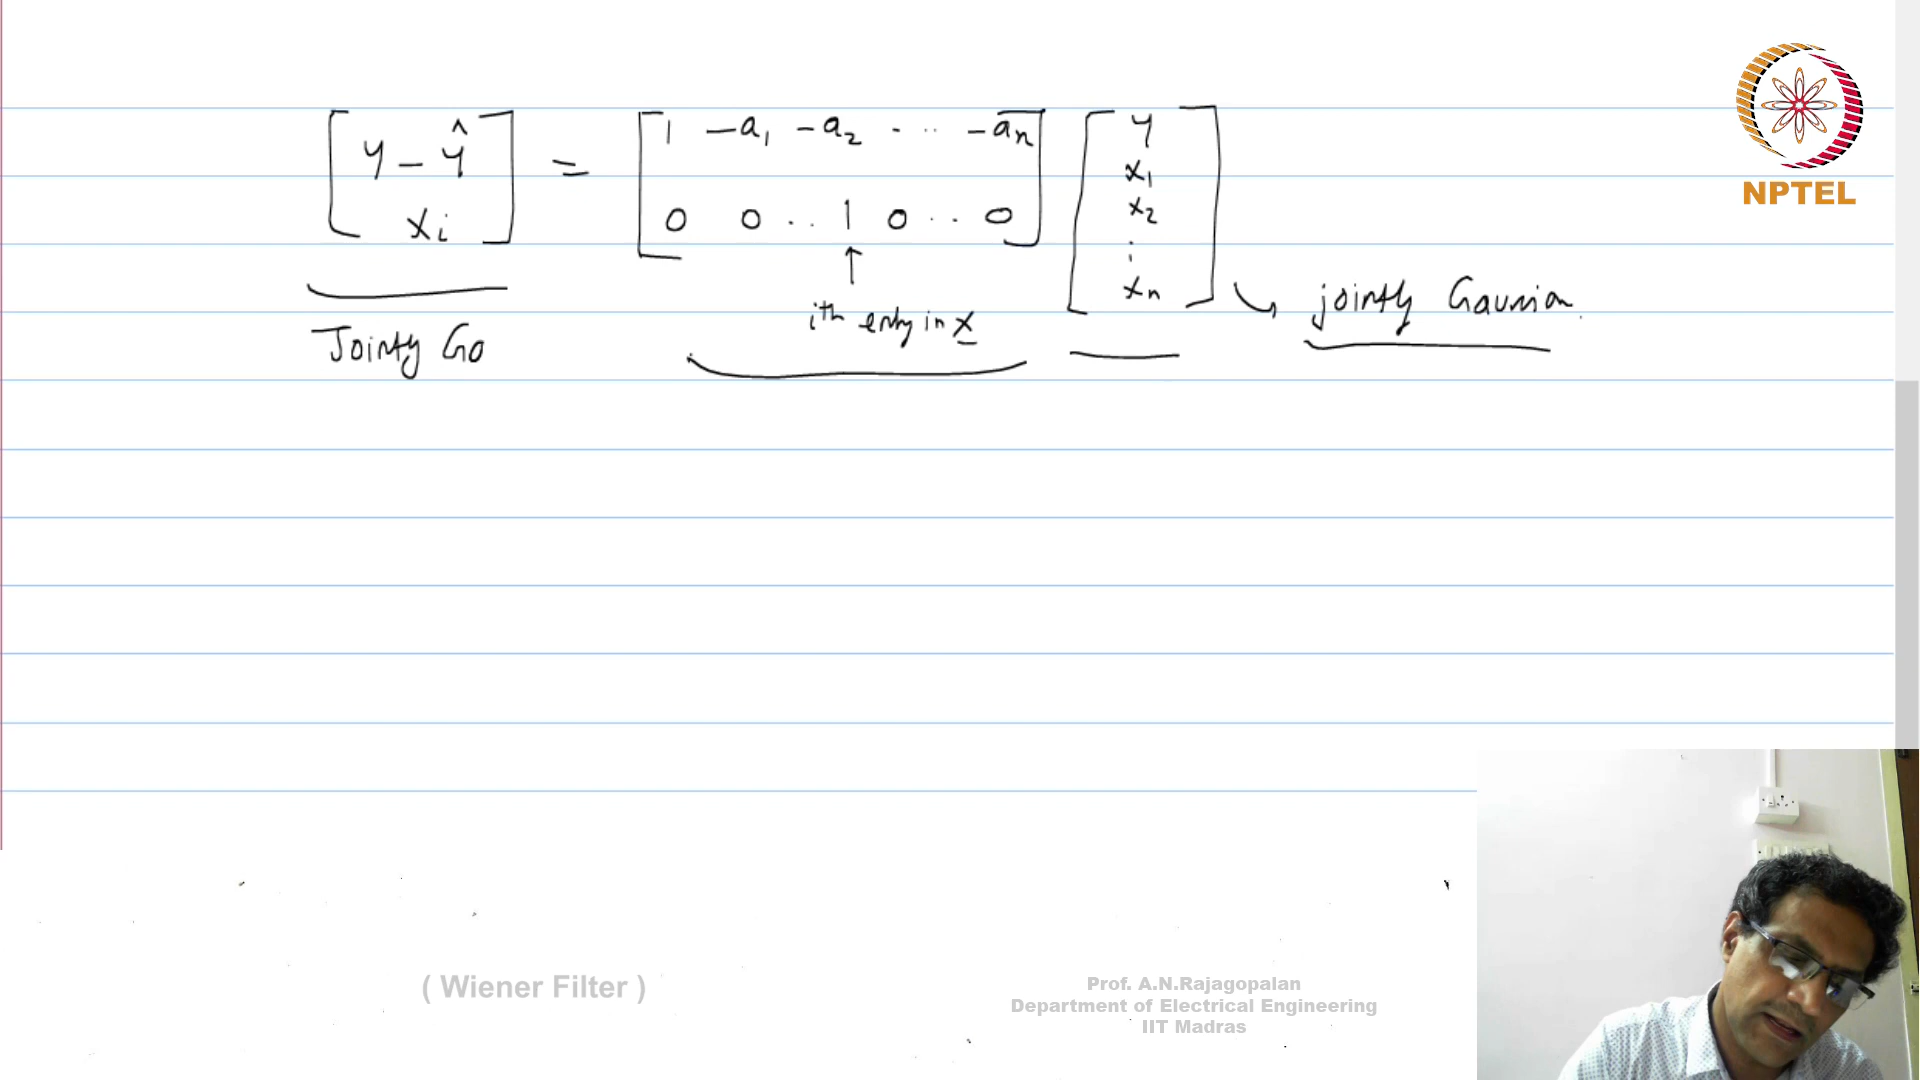 [ y - ŷ ] = [ 1 -a₁ -a₂ - ·· -aₙ ] [ y ]
[ xᵢ ] [ 0 0 ·· 1 0 ·· 0 ] [ x₁ x₂ ⋮ xₙ ]
↑
iᵗʰ entry in x
jointly Gaussian.
Jointly Ga
NPTEL
( Wiener Filter )
Prof. A.N.Rajagopalan
Department of Electrical Engineering
IIT Madras